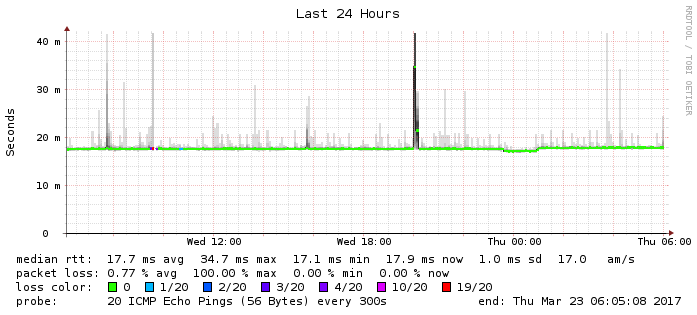 Last 24 Hours
RRDTOOL / TOBI OETIKER
Seconds
40 m
30 m
20 m
10 m
0
Wed 12:00 Wed 18:00 Thu 00:00 Thu 06:00
median rtt: 17.7 ms avg 34.7 ms max 17.1 ms min 17.9 ms now 1.0 ms sd 17.0 am/s
packet loss: 0.77 % avg 100.00 % max 0.00 % min 0.00 % now
loss color: 0 1/20 2/20 3/20 4/20 10/20 19/20
probe: 20 ICMP Echo Pings (56 Bytes) every 300s end: Thu Mar 23 06:05:08 2017